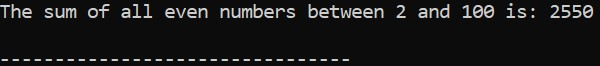 The sum of all even numbers between 2 and 100 is: 2550
--------------------------------